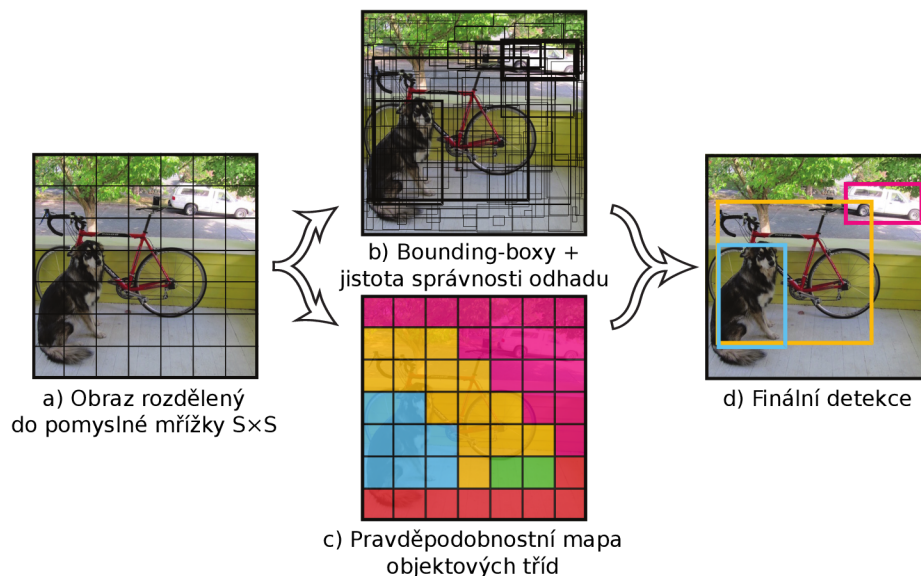 a) Obraz rozdělený
do pomyslné mřížky S×S
b) Bounding-boxy +
jistota správnosti odhadu
c) Pravděpodobnostní mapa
objektových tříd
d) Finální detekce